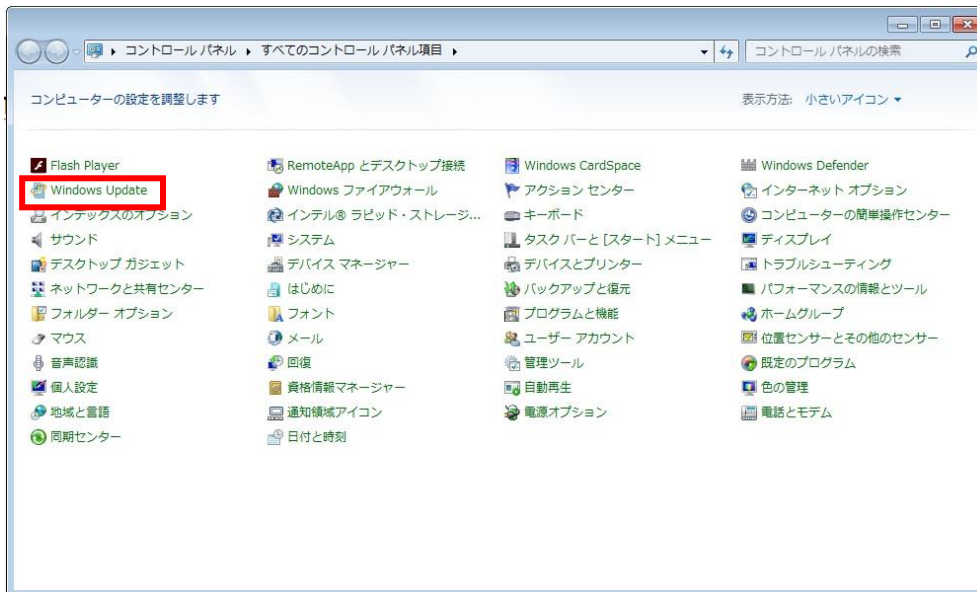 コントロール パネル ▸ すべてのコントロール パネル項目 ▸
コントロール パネルの検索
コンピューターの設定を調整します
表示方法: 小さいアイコン
Flash Player
RemoteApp とデスクトップ接続
Windows CardSpace
Windows Defender
Windows Update
Windows ファイアウォール
アクション センター
インターネット オプション
インデックスのオプション
インテル® ラピッド・ストレージ...
キーボード
コンピューターの簡単操作センター
サウンド
システム
タスク バーと [スタート] メニュー
ディスプレイ
デスクトップ ガジェット
デバイス マネージャー
デバイスとプリンター
トラブルシューティング
ネットワークと共有センター
はじめに
バックアップと復元
パフォーマンスの情報とツール
フォルダー オプション
フォント
プログラムと機能
ホームグループ
マウス
メール
ユーザー アカウント
位置センサーとその他のセンサー
音声認識
回復
管理ツール
既定のプログラム
個人設定
資格情報マネージャー
自動再生
色の管理
地域と言語
通知領域アイコン
電源オプション
電話とモデム
同期センター
日付と時刻